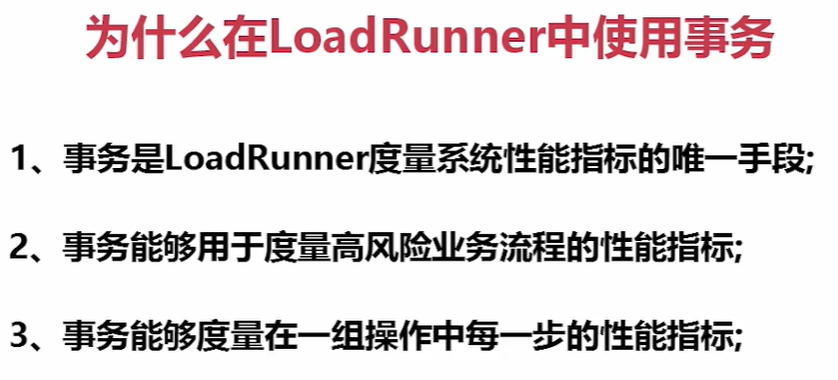 为什么在LoadRunner中使用事务
1、事务是LoadRunner度量系统性能指标的唯一手段;
2、事务能够用于度量高风险业务流程的性能指标;
3、事务能够度量在一组操作中每一步的性能指标;